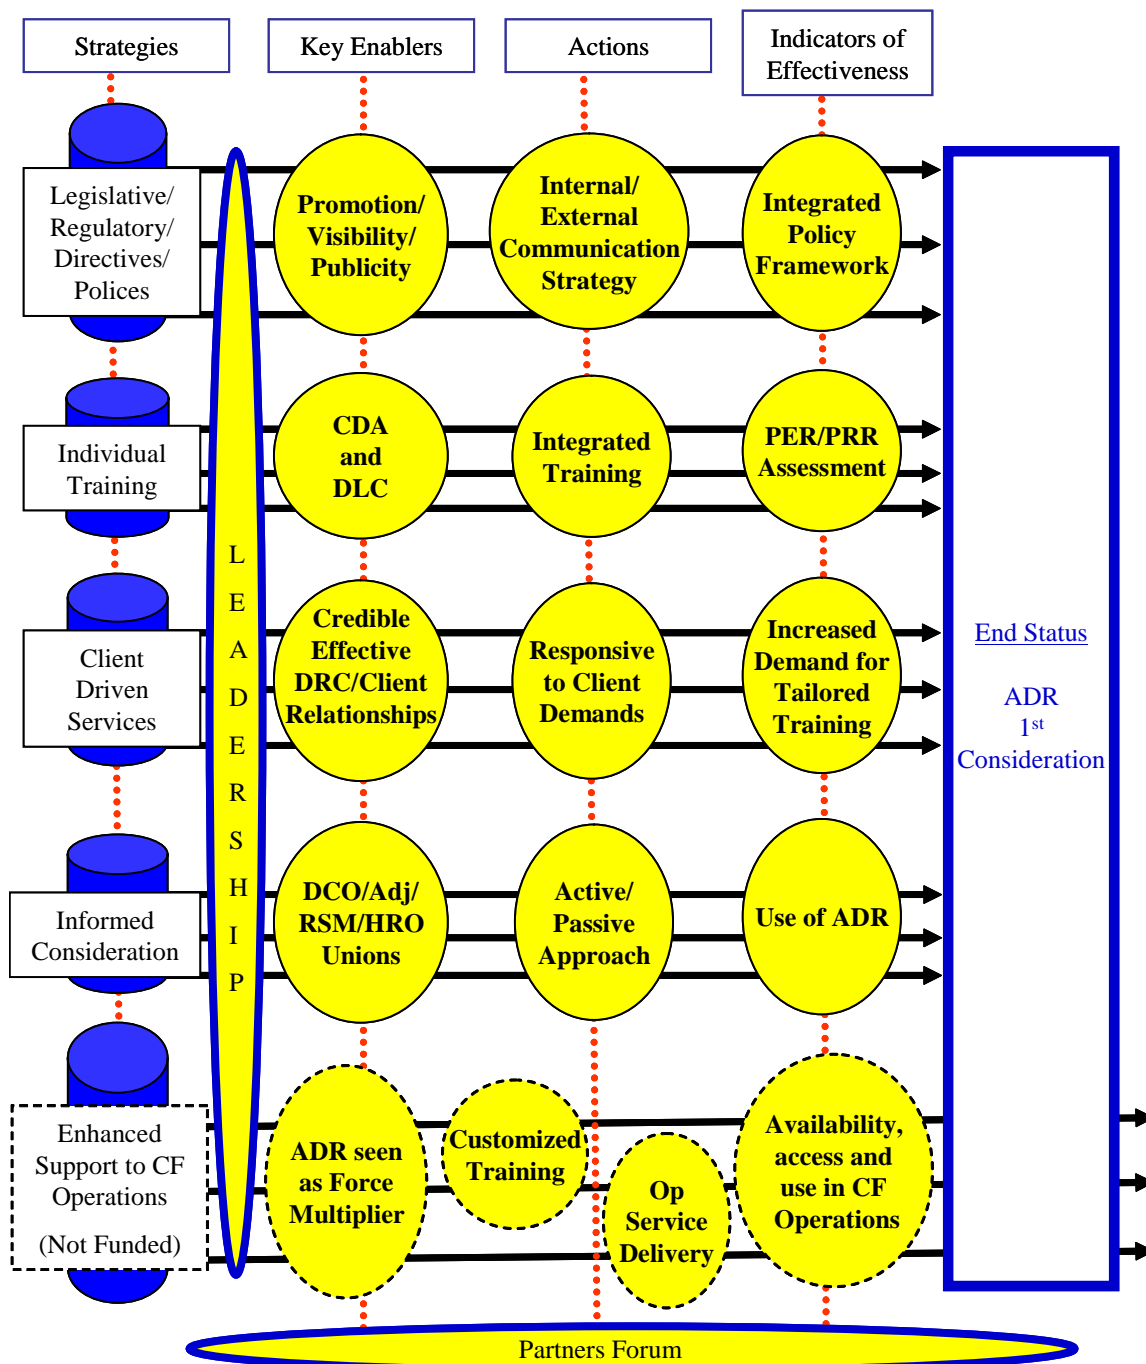 Strategies
Key Enablers
Actions
Indicators of
Effectiveness
Legislative/
Regulatory/
Directives/
Polices
Promotion/
Visibility/
Publicity
Internal/
External
Communication
Strategy
Integrated
Policy
Framework
Individual
Training
CDA
and
DLC
Integrated
Training
PER/PRR
Assessment
L
E
A
D
E
R
S
H
I
P
Client
Driven
Services
Credible
Effective
DRC/Client
Relationships
Responsive
to Client
Demands
Increased
Demand for
Tailored
Training
End Status
ADR
1st
Consideration
Informed
Consideration
DCO/Adj/
RSM/HRO
Unions
Active/
Passive
Approach
Use of ADR
Enhanced
Support to CF
Operations
(Not Funded)
ADR seen
as Force
Multiplier
Customized
Training
Op
Service
Delivery
Availability,
access and
use in CF
Operations
Partners Forum